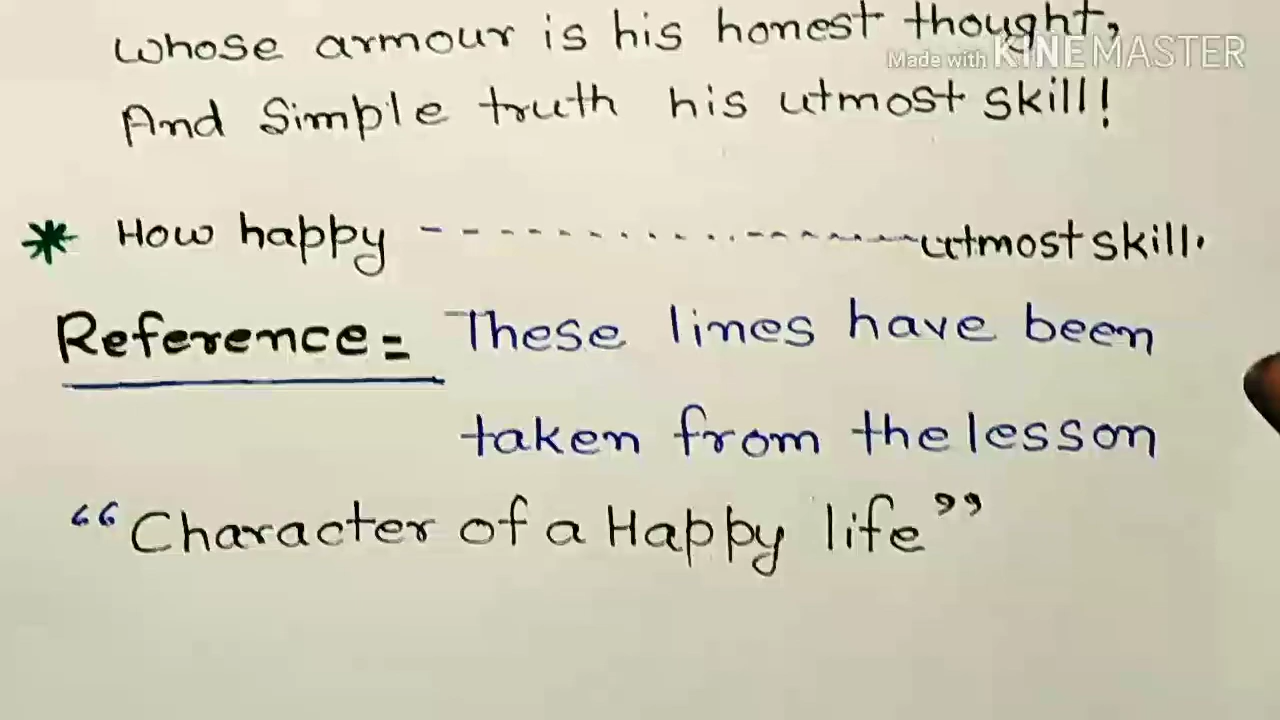 whose armour is his honest thought,
Made with KINEMASTER
And Simple truth his utmost skill!
* How happy - - - - - - - . . . . . . . - - - - - - - - - utmost skill.
Reference= These lines have been
taken from the lesson
“Character of a Happy life”